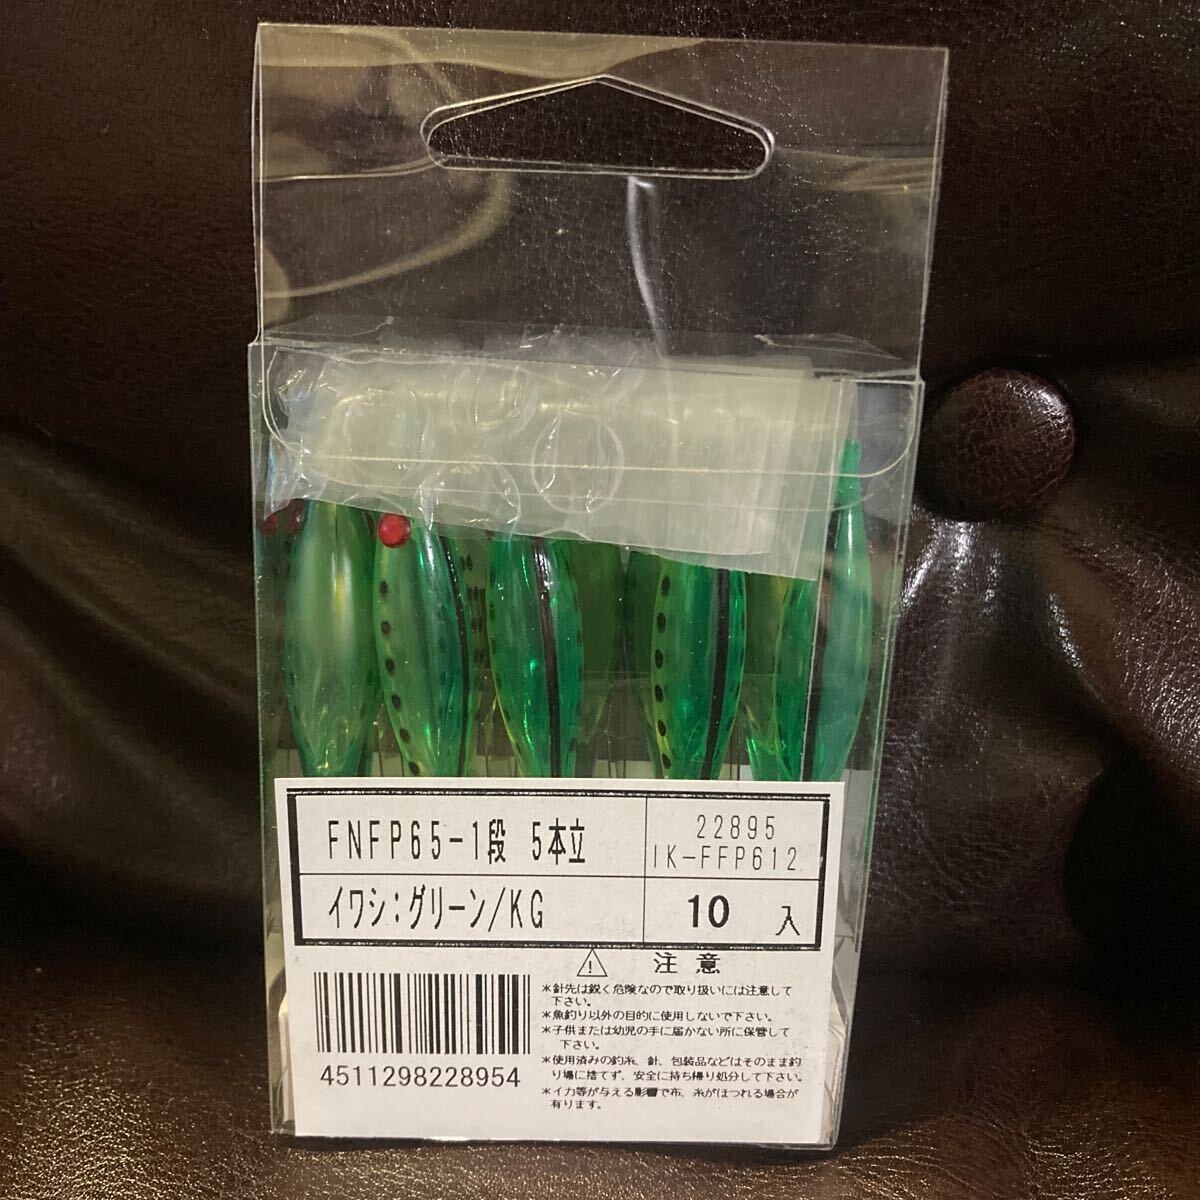 FNFP65-1段 5本立
22895
IK-FFP612
イワシ:グリーン/KG
10 入
注意
*針先は鋭く危険なので取り扱いには注意して
下さい。
*魚釣り以外の目的に使用しないで下さい。
*子供または幼児の手に届かない所に保管して
下さい。
*使用済みの釣糸、針、包装品などはそのまま釣
り場に捨てず、安全に持ち帰り処分して下さい。
*イカ等が与える影響で布、糸がほつれる場合が
有ります。
4511298228954